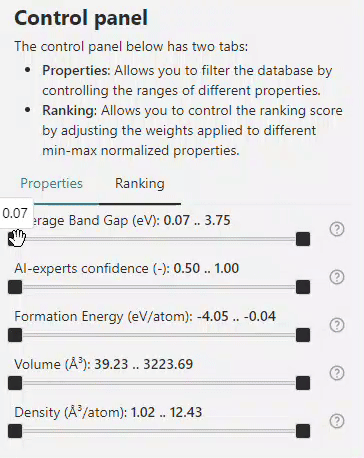 Control panel
The control panel below has two tabs:
• Properties: Allows you to filter the database by
controlling the ranges of different properties.
• Ranking: Allows you to control the ranking score
by adjusting the weights applied to different
min-max normalized properties.
Properties Ranking
0.07
erage Band Gap (eV): 0.07 .. 3.75
AI-experts confidence (-): 0.50 .. 1.00
Formation Energy (eV/atom): -4.05 .. -0.04
Volume (Å³): 39.23 .. 3223.69
Density (Å³/atom): 1.02 .. 12.43